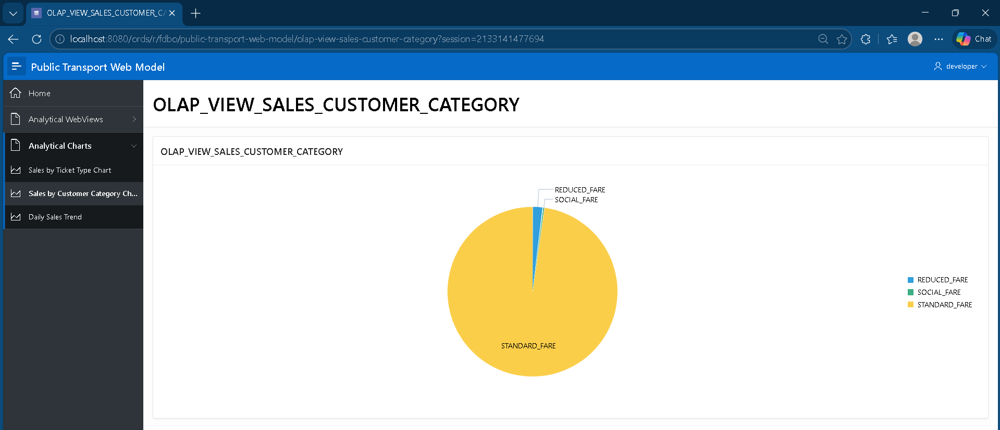 OLAP_VIEW_SALES_CUSTOMER_C
localhost:8080/ords/r/fdbo/public-transport-web-model/olap-view-sales-customer-category?session=2133141477694
Chat
Public Transport Web Model
developer
Home
Analytical WebViews
Analytical Charts
Sales by Ticket Type Chart
Sales by Customer Category Ch...
Daily Sales Trend
OLAP_VIEW_SALES_CUSTOMER_CATEGORY
OLAP_VIEW_SALES_CUSTOMER_CATEGORY
REDUCED_FARE
SOCIAL_FARE
STANDARD_FARE
REDUCED_FARE
SOCIAL_FARE
STANDARD_FARE